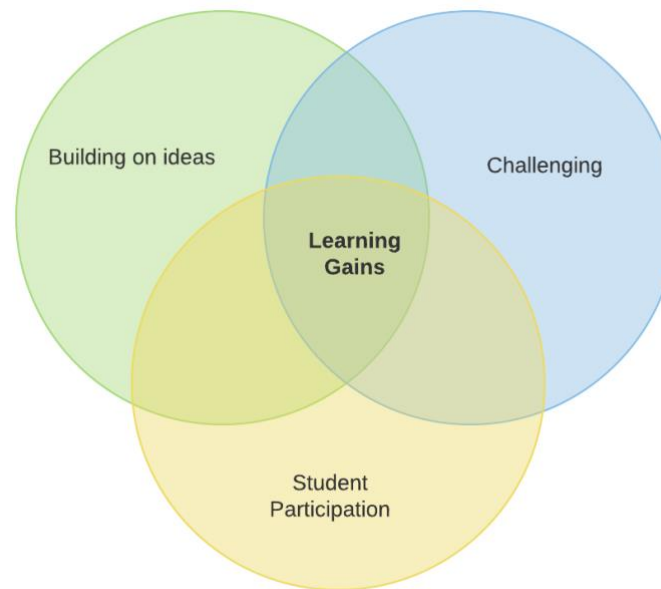 Building on ideas
Challenging
Learning
Gains
Student
Participation